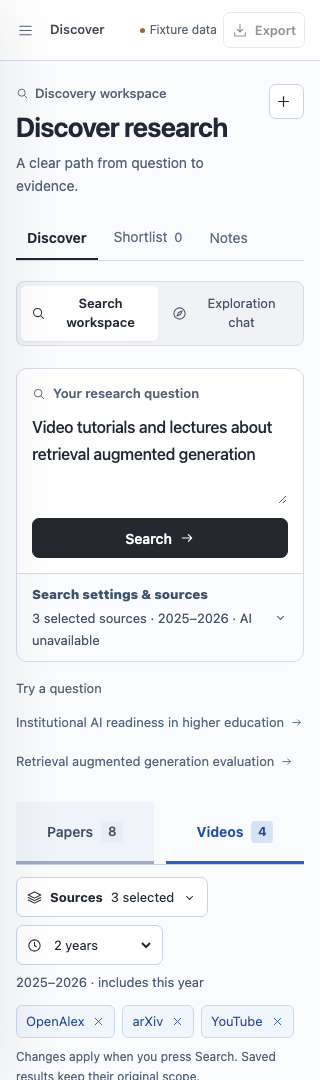 Discover
Fixture data
Export
Discovery workspace
Discover research
A clear path from question to
evidence.
Discover
Shortlist 0
Notes
Search
workspace
Exploration
chat
Your research question
Video tutorials and lectures about
retrieval augmented generation
Search →
Search settings & sources
3 selected sources · 2025–2026 · AI
unavailable
Try a question
Institutional AI readiness in higher education →
Retrieval augmented generation evaluation →
Papers 8
Videos 4
Sources 3 selected
2 years
2025–2026 · includes this year
OpenAlex ×
arXiv ×
YouTube ×
Changes apply when you press Search. Saved
results keep their original scope.